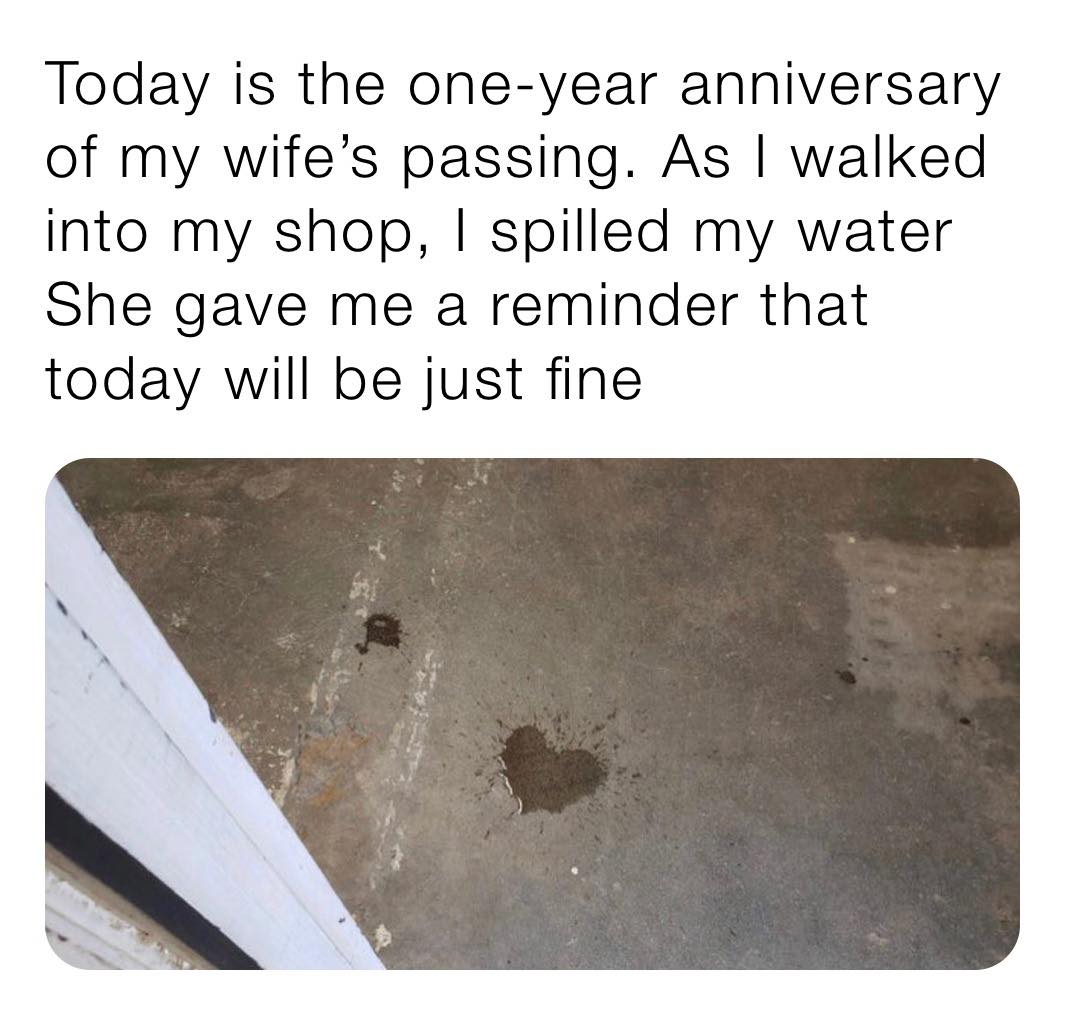 Today is the one-year anniversary
of my wife’s passing. As I walked
into my shop, I spilled my water
She gave me a reminder that
today will be just fine